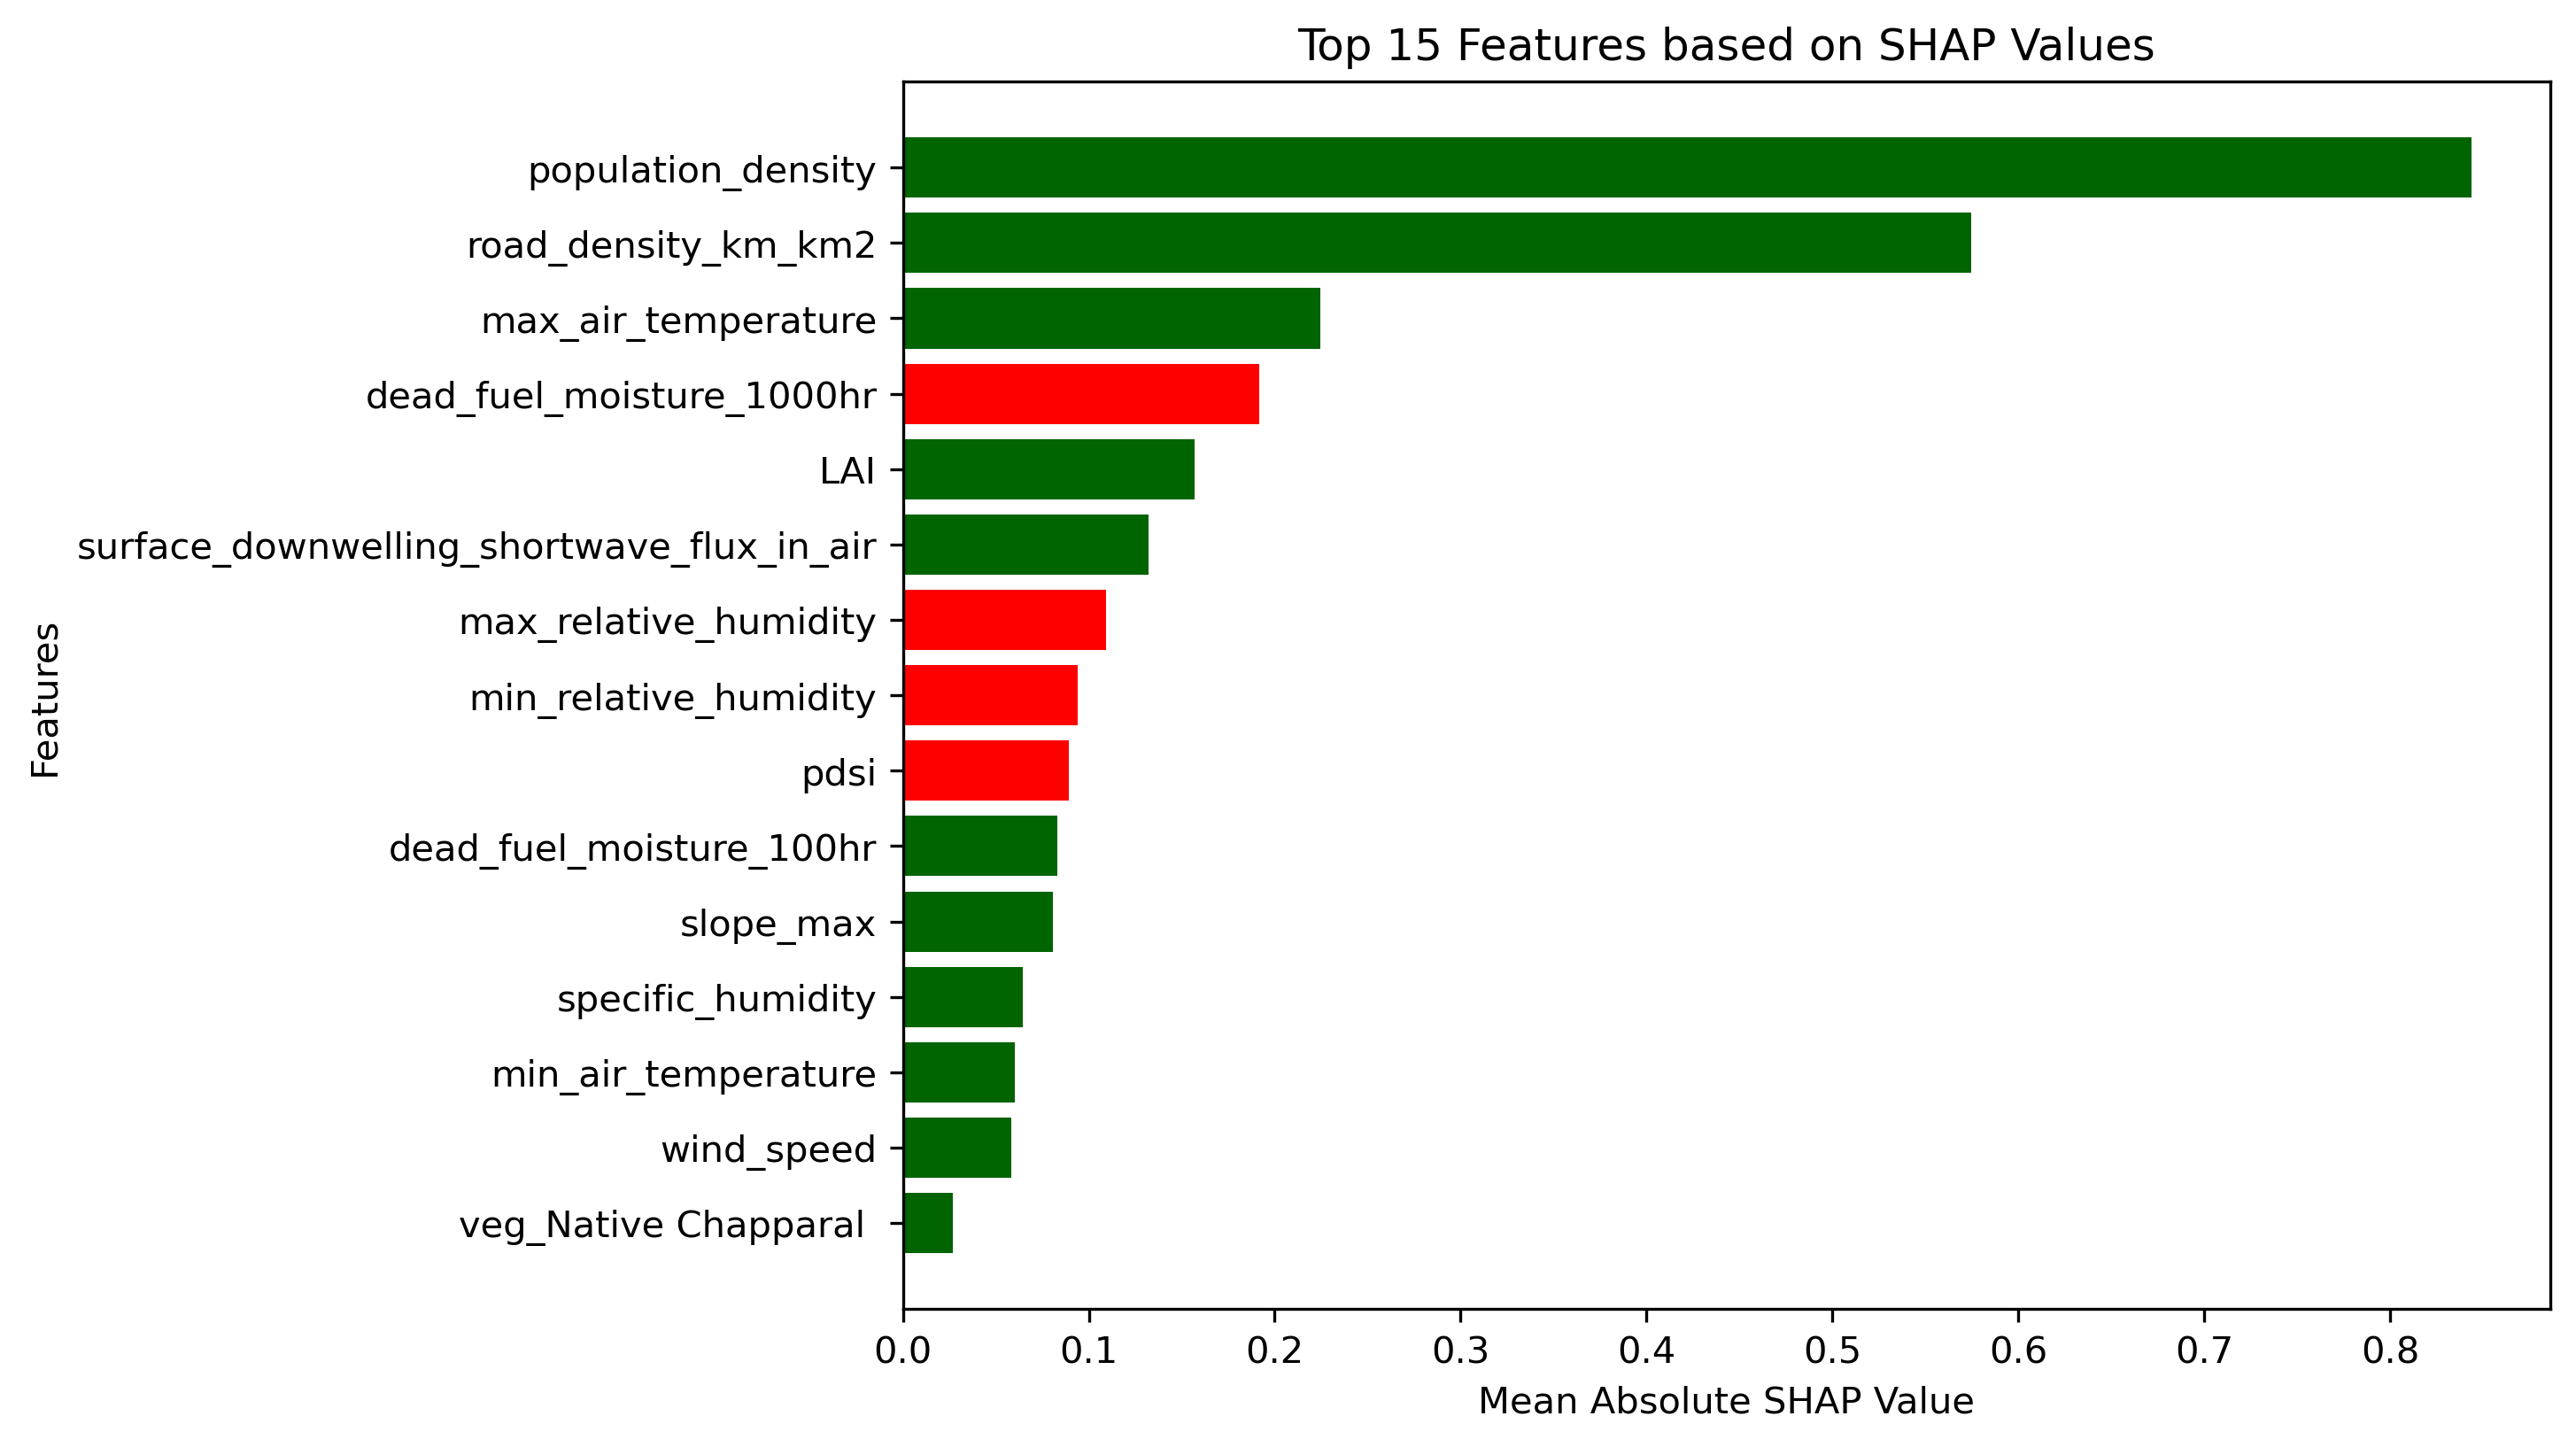 Top 15 Features based on SHAP Values
population_density
road_density_km_km2
max_air_temperature
dead_fuel_moisture_1000hr
LAI
surface_downwelling_shortwave_flux_in_air
max_relative_humidity
min_relative_humidity
pdsi
dead_fuel_moisture_100hr
slope_max
specific_humidity
min_air_temperature
wind_speed
veg_Native Chapparal
Features
0.0 0.1 0.2 0.3 0.4 0.5 0.6 0.7 0.8
Mean Absolute SHAP Value